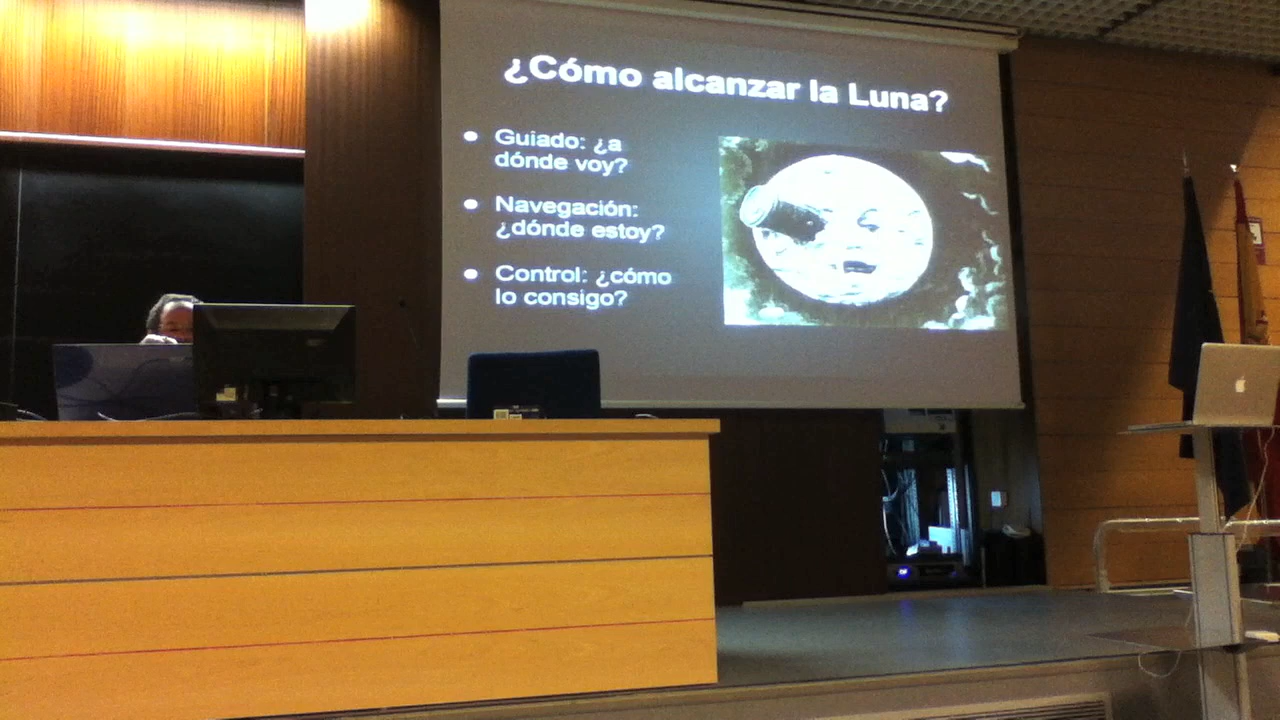 ¿Cómo alcanzar la Luna?
Guiado: ¿a
dónde voy?
Navegación:
¿dónde estoy?
Control: ¿cómo
lo consigo?